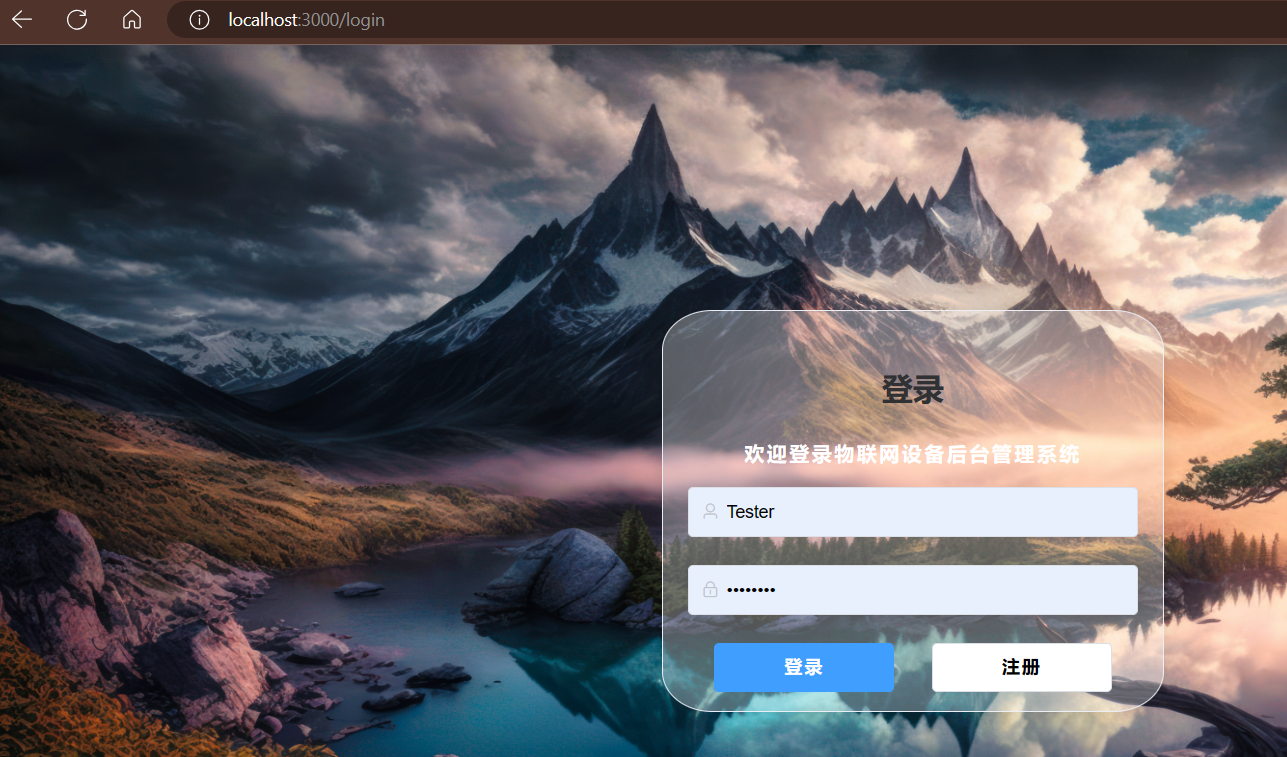 localhost:3000/login
登录
欢迎登录物联网设备后台管理系统
Tester
••••••••
登录
注册